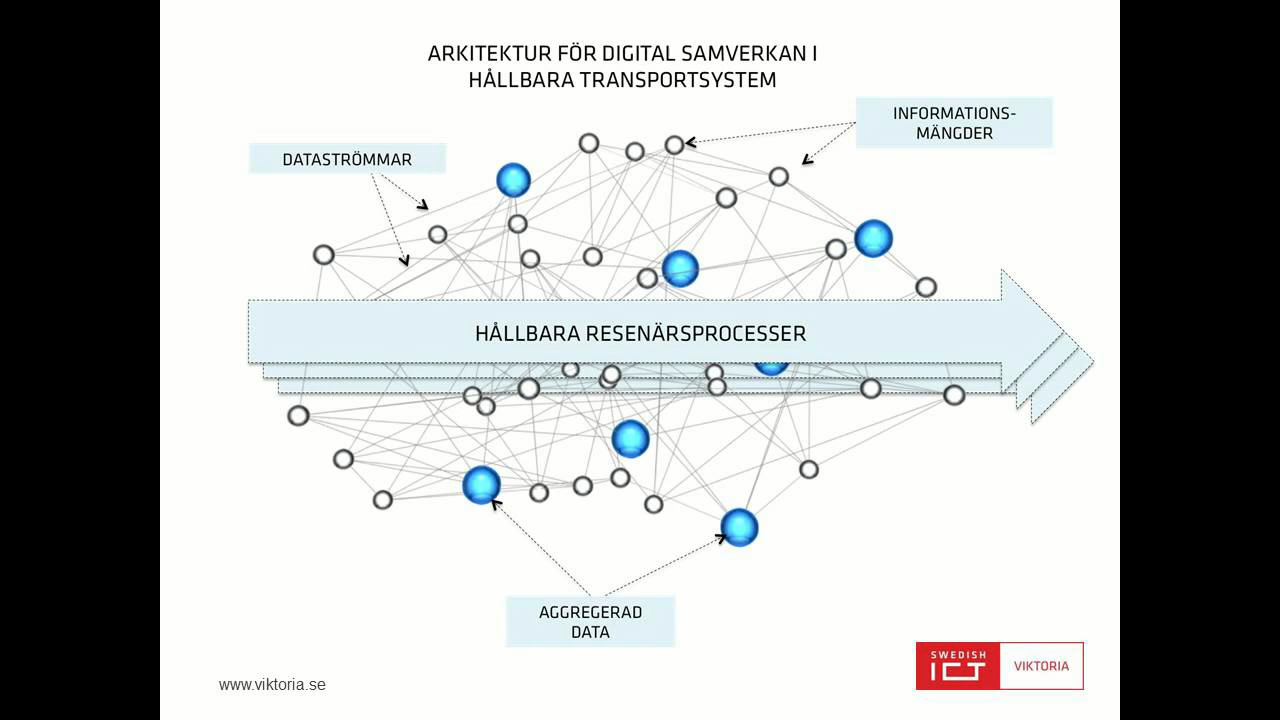 ARKITEKTUR FÖR DIGITAL SAMVERKAN I
HÅLLBARA TRANSPORTSYSTEM
INFORMATIONS-
MÄNGDER
DATASTRÖMMAR
HÅLLBARA RESENÄRSPROCESSER
AGGREGERAD
DATA
SWEDISH
ICT
VIKTORIA
www.viktoria.se